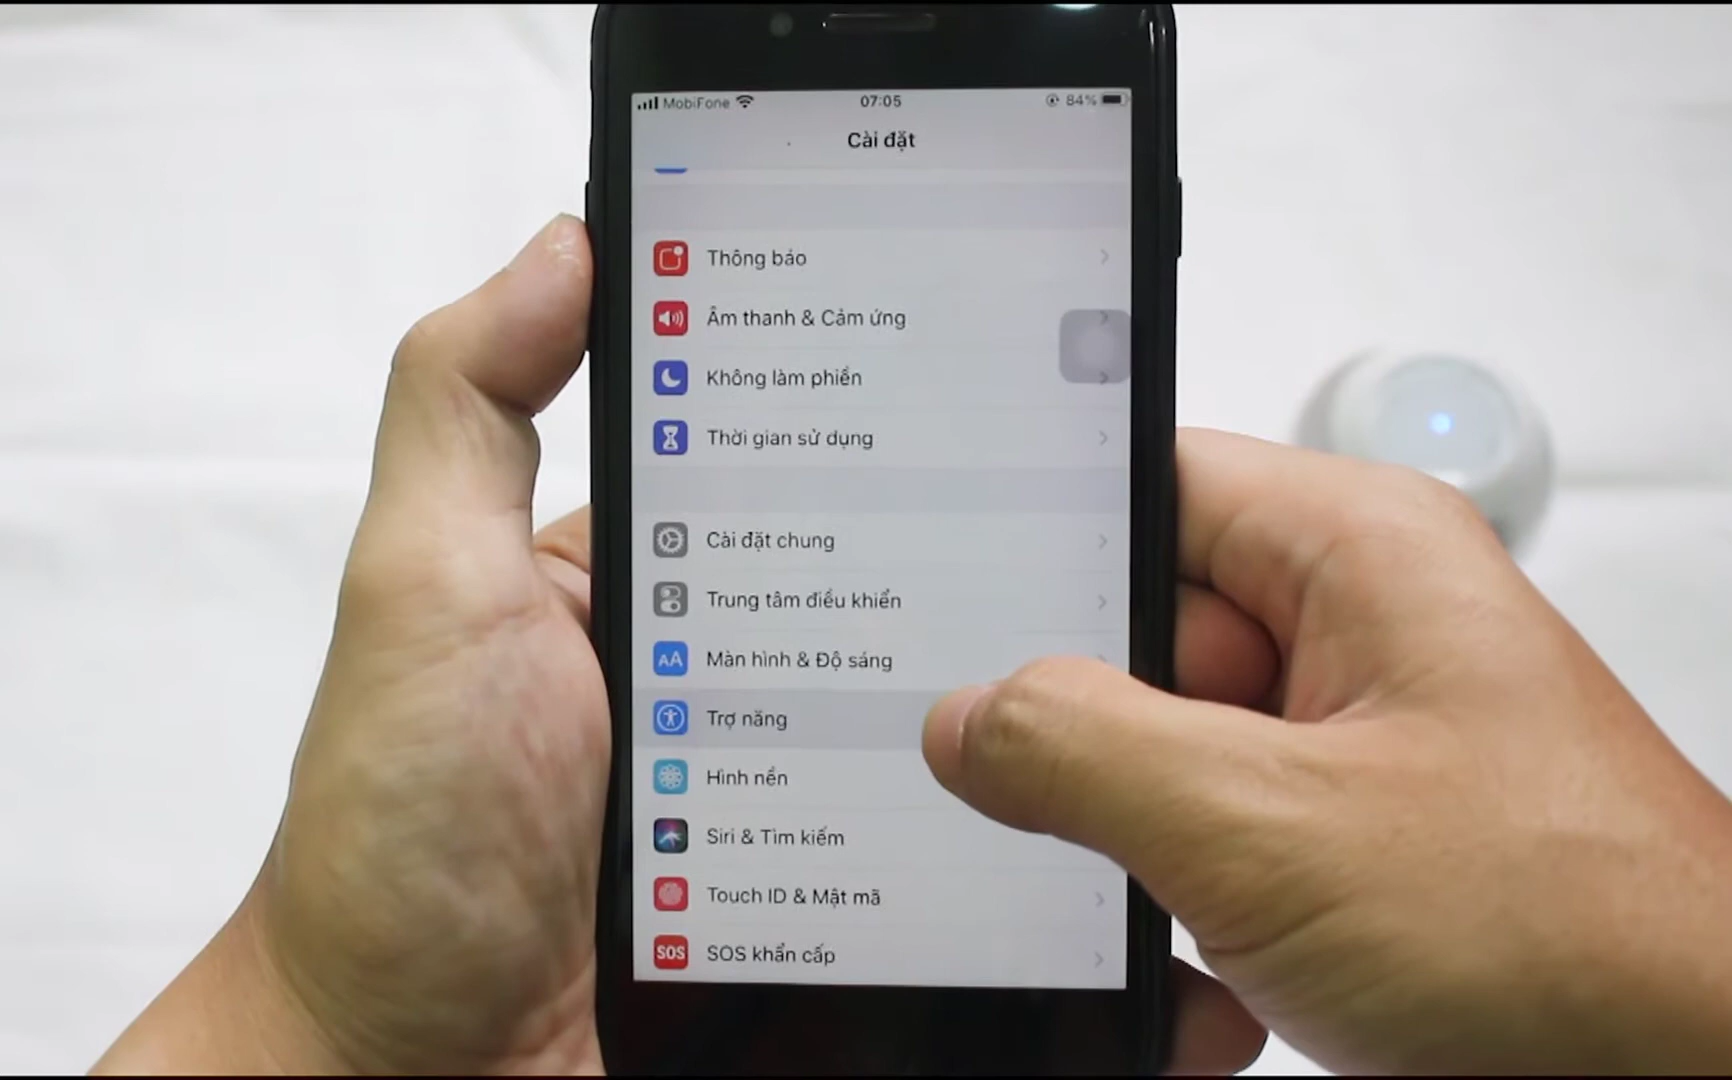 MobiFone 07:05 84%
Cài đặt
Thông báo
Âm thanh & Cảm ứng
Không làm phiền
Thời gian sử dụng
Cài đặt chung
Trung tâm điều khiển
AA Màn hình & Độ sáng
Trợ năng
Hình nền
Siri & Tìm kiếm
Touch ID & Mật mã
SOS SOS khẩn cấp